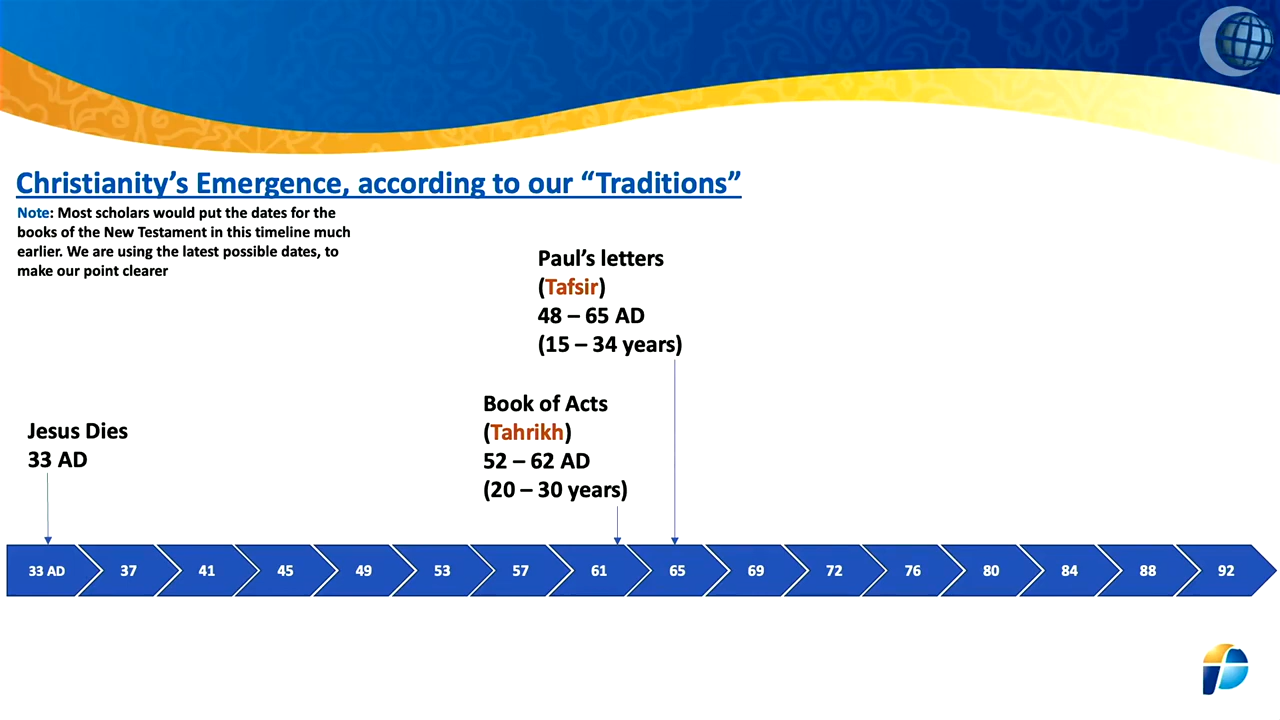 Christianity’s Emergence, according to our “Traditions”
Note: Most scholars would put the dates for the
books of the New Testament in this timeline much
earlier. We are using the latest possible dates, to
make our point clearer
Paul’s letters
(Tafsir)
48 – 65 AD
(15 – 34 years)
Book of Acts
(Tahrikh)
52 – 62 AD
(20 – 30 years)
Jesus Dies
33 AD
33 AD 37 41 45 49 53 57 61 65 69 72 76 80 84 88 92